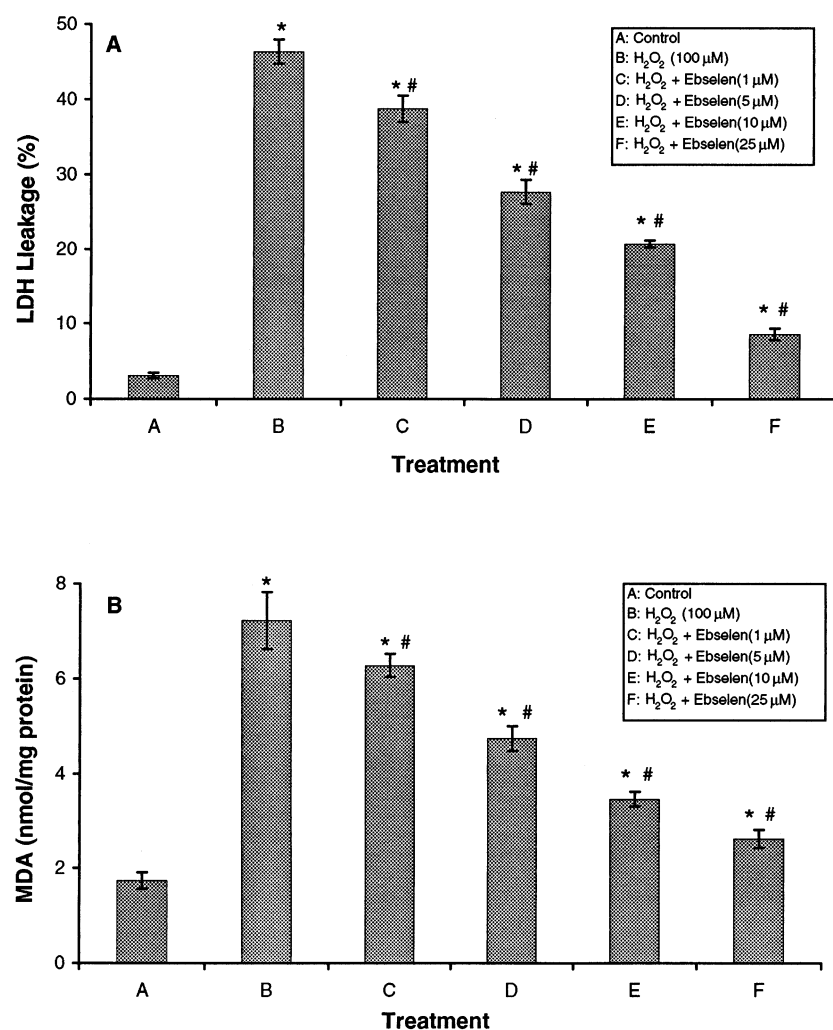 A
50
40
30
20
10
0
LDH Lleakage (%)
*
* #
* #
* #
* #
A: Control
B: H₂O₂ (100 µM)
C: H₂O₂ + Ebselen(1 µM)
D: H₂O₂ + Ebselen(5 µM)
E: H₂O₂ + Ebselen(10 µM)
F: H₂O₂ + Ebselen(25 µM)
A B C D E F
Treatment
B
8
6
4
2
0
MDA (nmol/mg protein)
*
* #
* #
* #
* #
A: Control
B: H₂O₂ (100 µM)
C: H₂O₂ + Ebselen(1 µM)
D: H₂O₂ + Ebselen(5 µM)
E: H₂O₂ + Ebselen(10 µM)
F: H₂O₂ + Ebselen(25 µM)
A B C D E F
Treatment